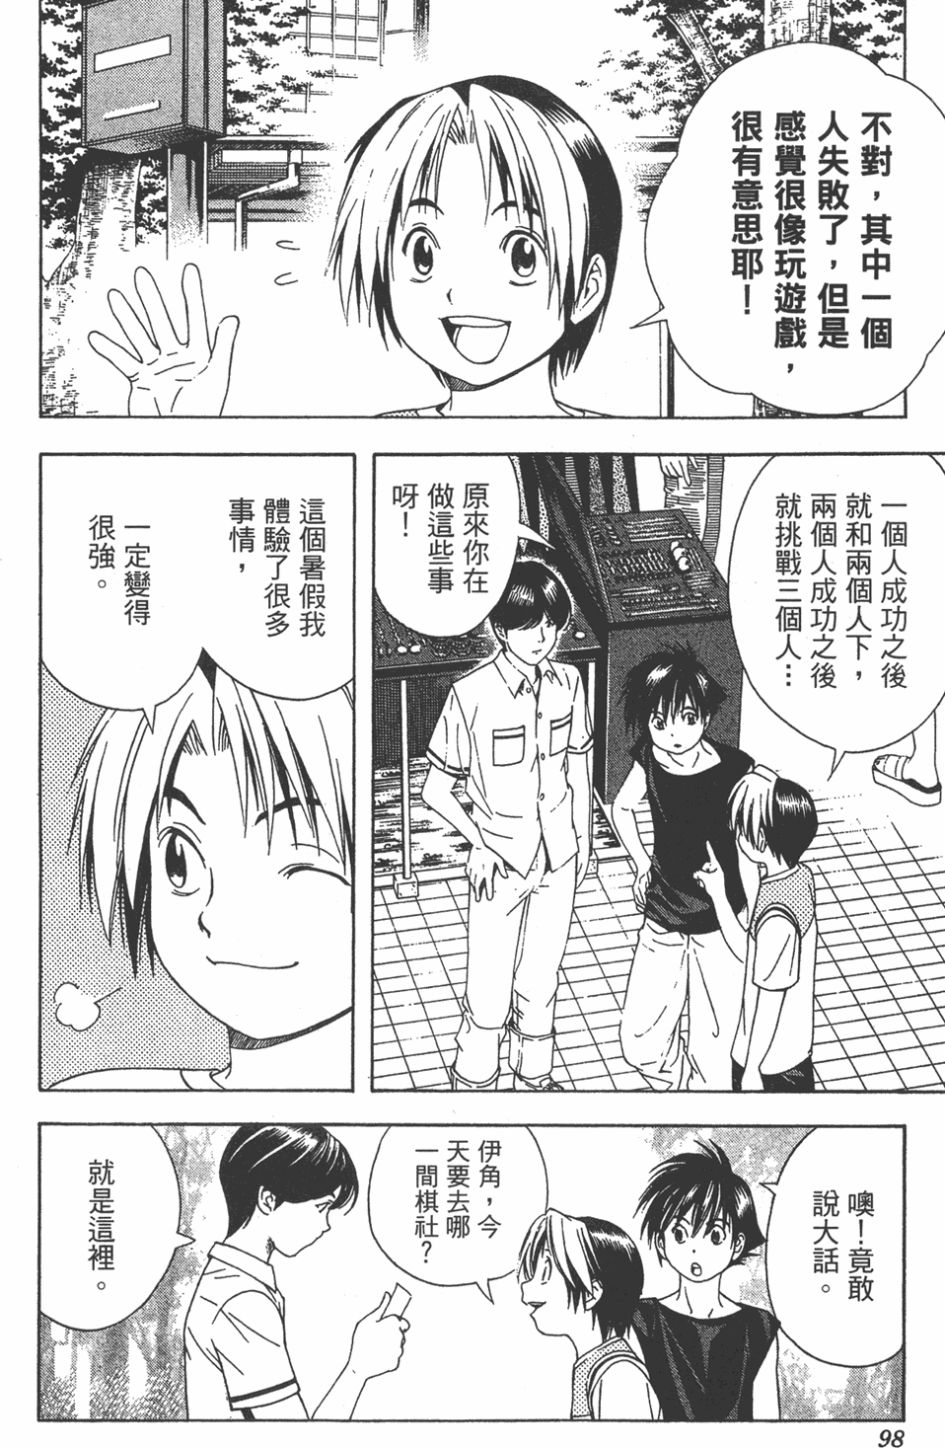 不對，其中一個
人失敗了，但是
感覺很像玩遊戲，
很有意思耶！
一個人成功之後
就和兩個人下，
兩個人成功之後
就挑戰三個人…
原來你在
做這些事
呀！
這個暑假我
體驗了很多
事情，
一定變得
很強。
噢！竟敢
說大話。
伊角，今
天要去哪
一間棋社？
就是這裡。
98